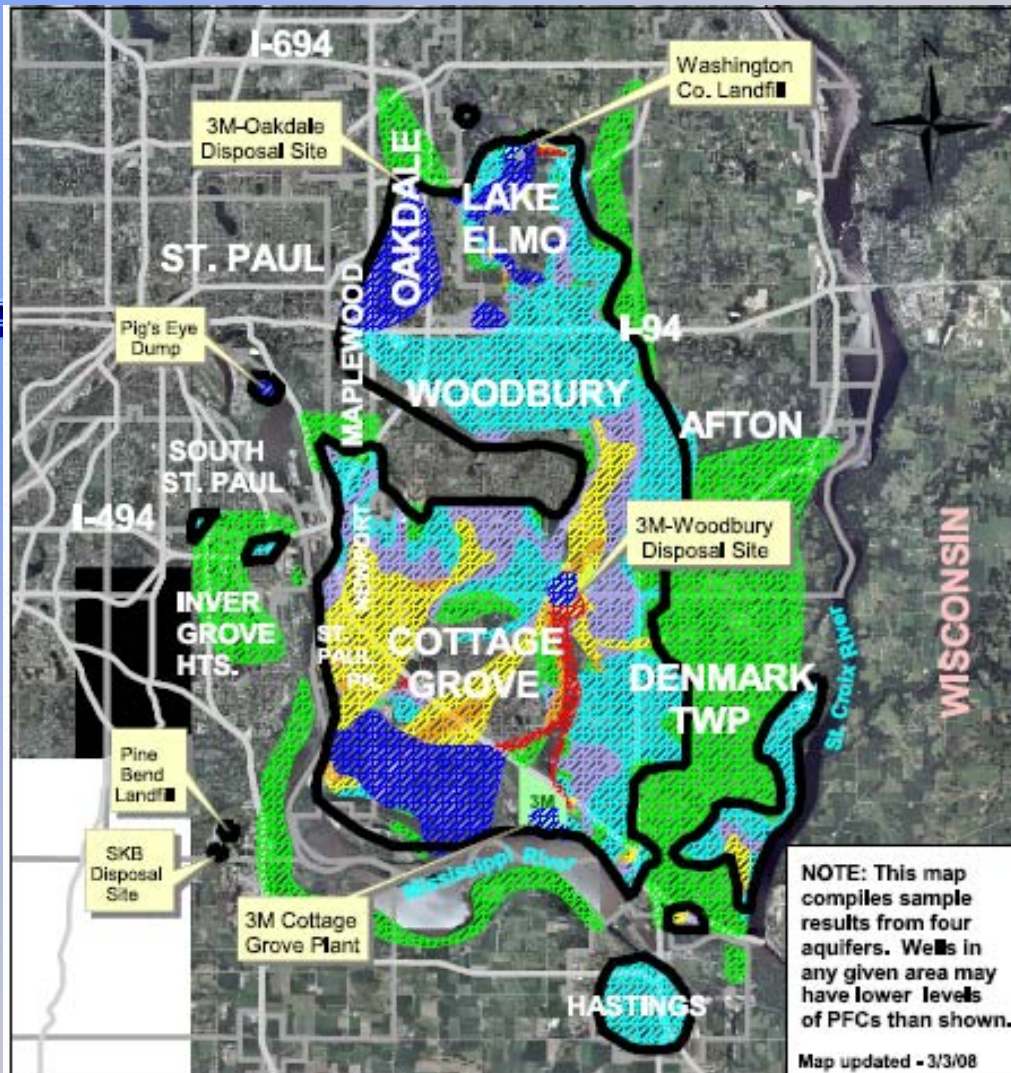 I-694
Washington
Co. Landfill
3M-Oakdale
Disposal Site
OAKDALE
LAKE
ELMO
ST. PAUL
MAPLEWOOD
I-94
Pig's Eye
Dump
WOODBURY
AFTON
SOUTH
ST. PAUL
I-494
NEWPORT
3M-Woodbury
Disposal Site
WISCONSIN
INVER
GROVE
HTS.
ST.
PAUL
PK.
COTTAGE
GROVE
DENMARK
TWP
St. Croix River
Pine
Bend
Landfill
3M
SKB
Disposal
Site
Mississippi River
3M Cottage
Grove Plant
HASTINGS
NOTE: This map
compiles sample
results from four
aquifers. Wells in
any given area may
have lower levels
of PFCs than shown.
Map updated - 3/3/08